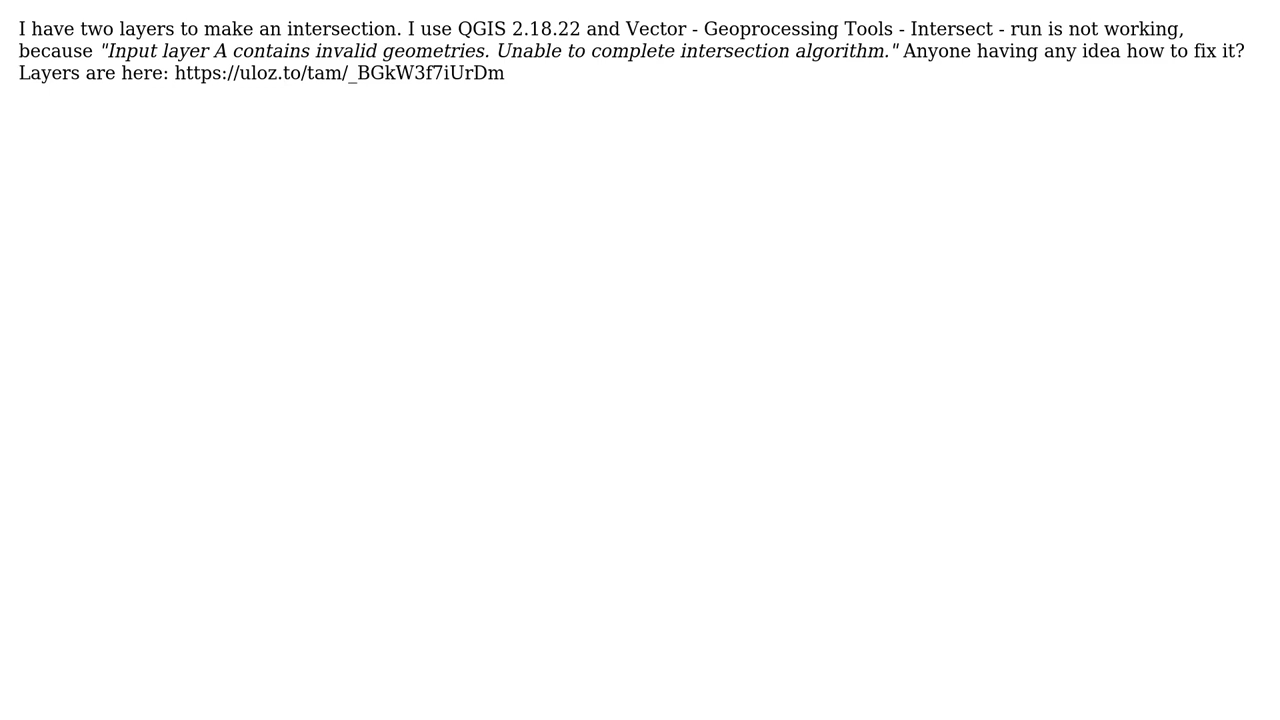 I have two layers to make an intersection. I use QGIS 2.18.22 and Vector - Geoprocessing Tools - Intersect - run is not working,
because "Input layer A contains invalid geometries. Unable to complete intersection algorithm." Anyone having any idea how to fix it?
Layers are here: https://uloz.to/tam/_BGkW3f7iUrDm